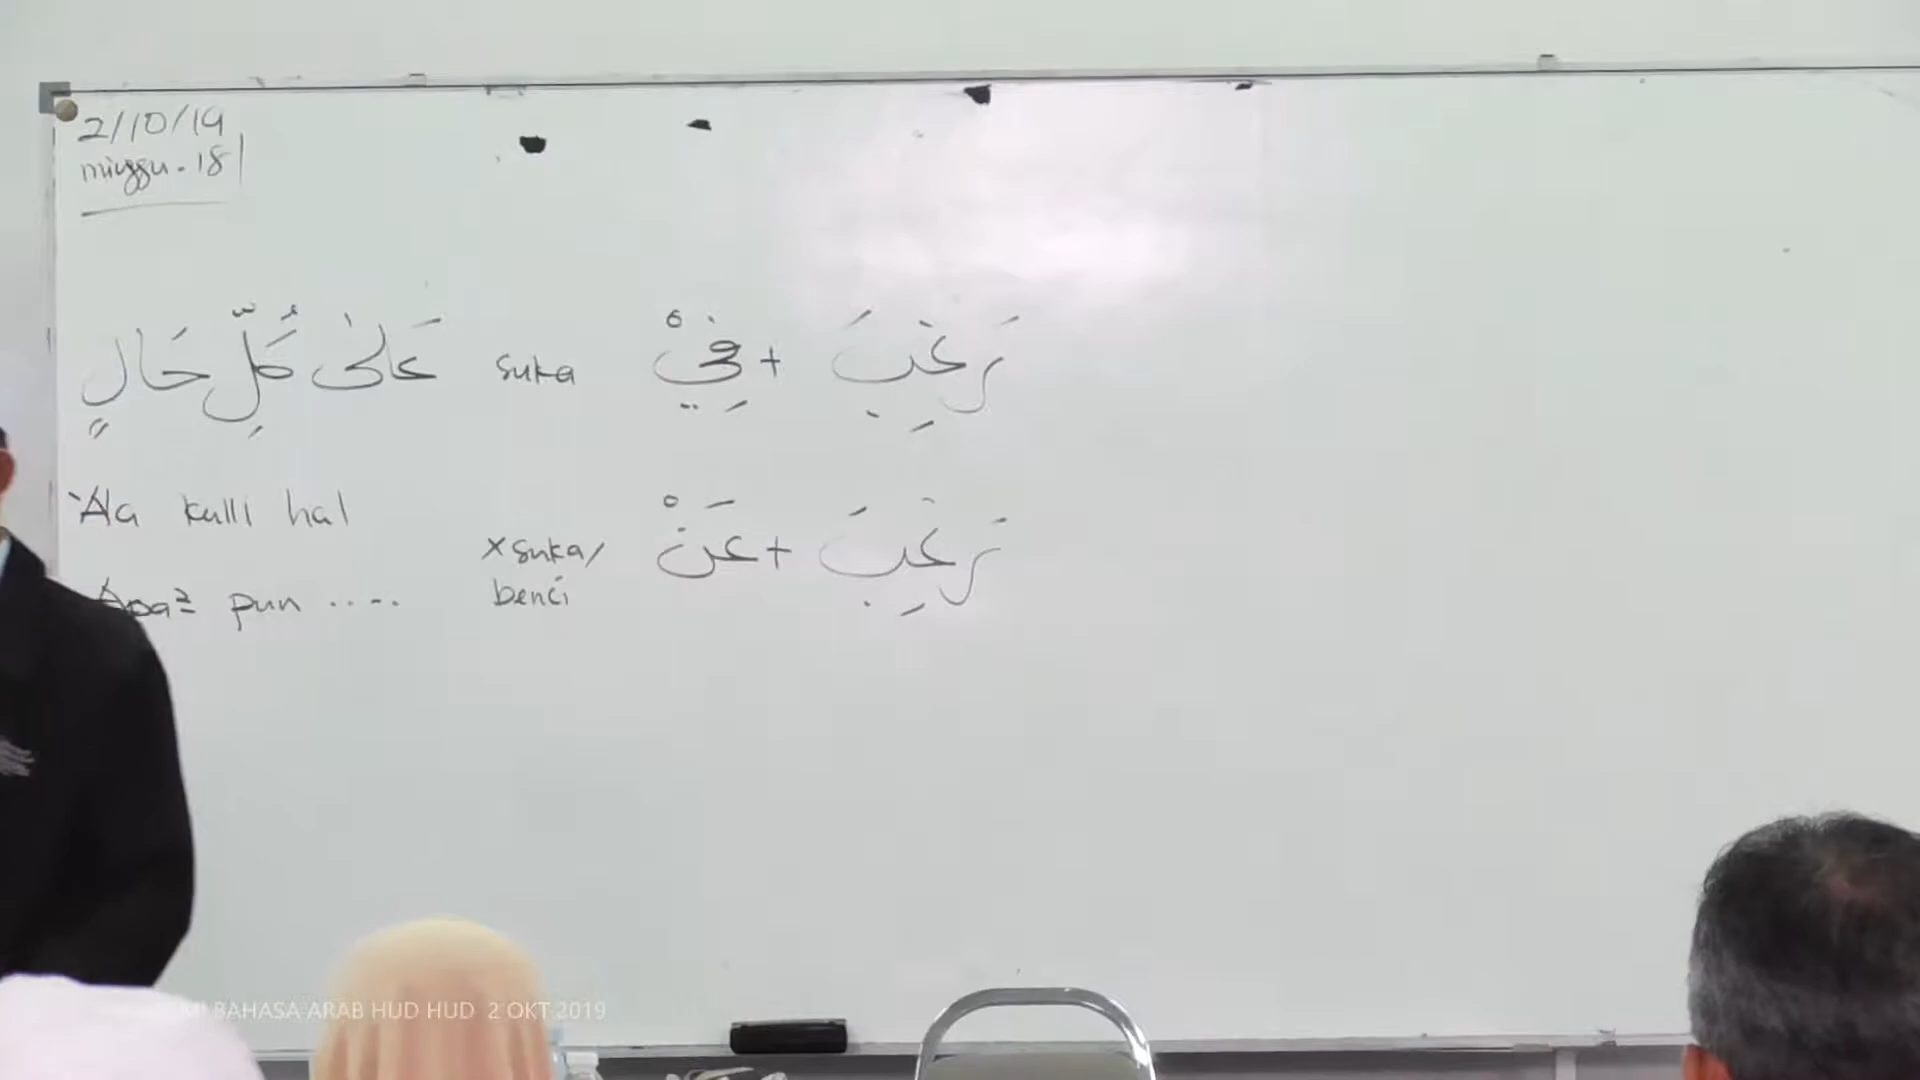 2/10/19
minggu - 18
رَغِبَ + فِيْ suka
عَلىٰ كُلِّ حَالٍ
'Ala kulli hal
رَغِبَ + عَنْ x suka/
benci
Apa2 pun ....
BAHASA ARAB HUD HUD 2 OKT 2019